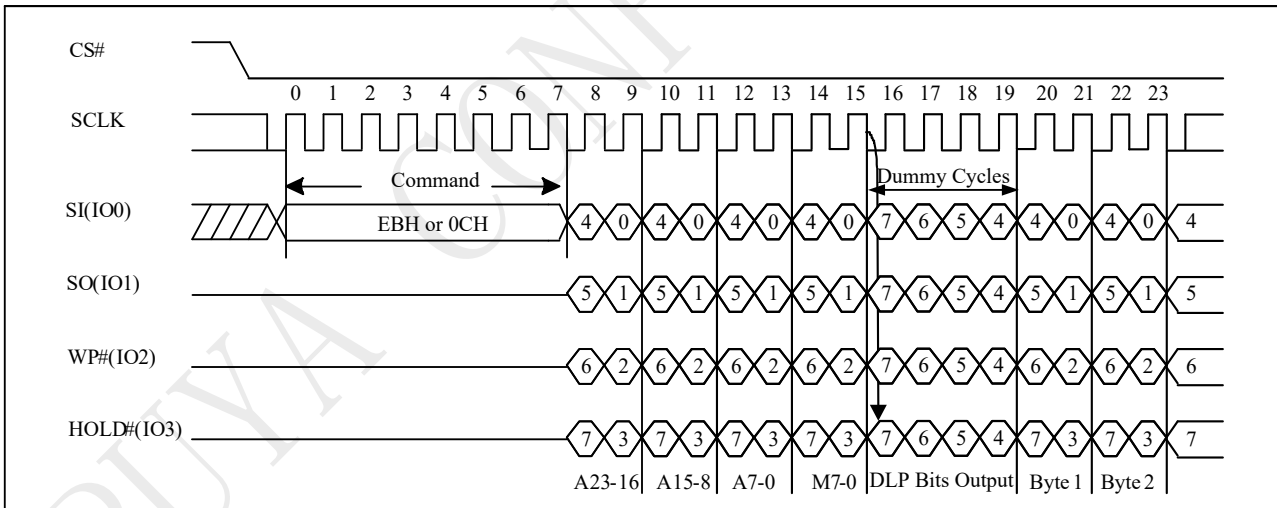 CS#
0 1 2 3 4 5 6 7 8 9 10 11 12 13 14 15 16 17 18 19 20 21 22 23
SCLK
Command
Dummy Cycles
SI(IO0)
EBH or 0CH
4 0 4 0 4 0 4 0 7 6 5 4 4 0 4 0 4
SO(IO1)
5 1 5 1 5 1 5 1 7 6 5 4 5 1 5 1 5
WP#(IO2)
6 2 6 2 6 2 6 2 7 6 5 4 6 2 6 2 6
HOLD#(IO3)
7 3 7 3 7 3 7 3 7 6 5 4 7 3 7 3 7
A23-16 A15-8 A7-0 M7-0 DLP Bits Output Byte 1 Byte 2
PUYA CONF